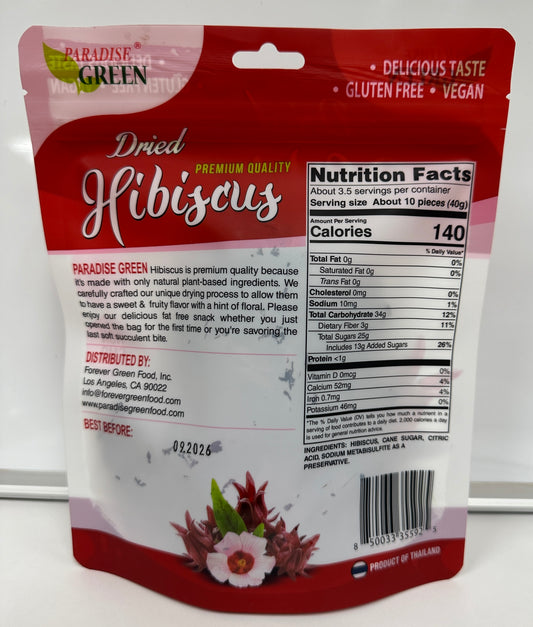 PARADISE®
GREEN
• DELICIOUS TASTE
• GLUTEN FREE • VEGAN
Dried
PREMIUM QUALITY
Hibiscus
PARADISE GREEN Hibiscus is premium quality because
it's made with only natural plant-based ingredients. We
carefully crafted our unique drying process to allow them
to have a sweet & fruity flavor with a hint of floral. Please
enjoy our delicious fat free snack whether you just
opened the bag for the first time or you're savoring the
last soft bite.
DISTRIBUTED BY:
Forever Green Food, Inc.
Los Angeles, CA 90022
info@forevergreenfood.com
www.paradisegreenfood.com
BEST BEFORE:
09.2026
Nutrition Facts
About 3.5 servings per container
Serving size About 10 pieces (40g)
Amount Per Serving
Calories 140
% Daily Value*
Total Fat 0g 0%
Saturated Fat 0g 0%
Trans Fat 0g
Cholesterol 0mg 0%
Sodium <10mg 1%
Total Carbohydrate 34g 12%
Dietary Fiber 3g 11%
Total Sugars 25g
Includes 13g Added Sugars 26%
Protein <1g
Vitamin D 0mcg 0%
Calcium 52mg 4%
Iron 0.7mg 4%
Potassium 46mg 0%
*The % Daily Value (DV) tells you how much a nutrient in a
serving of food contributes to a daily diet. 2,000 calories a day
is used for general nutrition advice.
INGREDIENTS: HIBISCUS, CANE SUGAR, CITRIC
ACID, SODIUM METABISULFITE AS A
PRESERVATIVE.
8 50033 35592 5
PRODUCT OF THAILAND